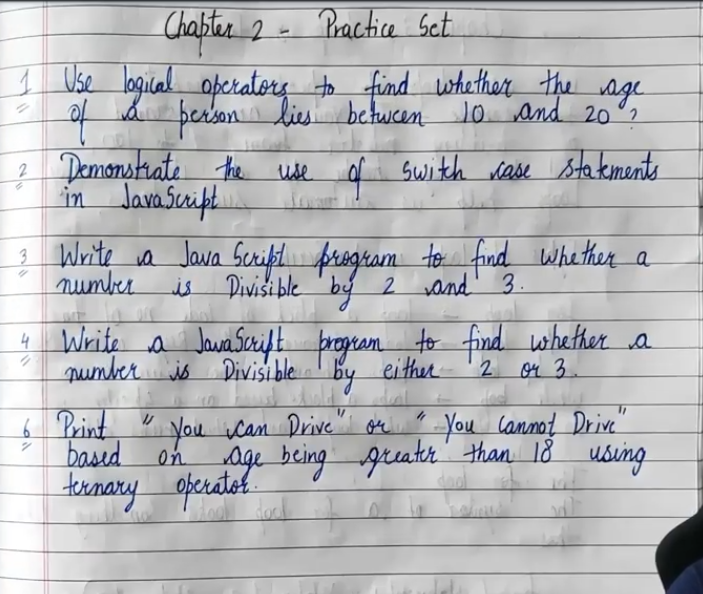 Chapter 2 - Practice Set
1 Use logical operators to find whether the age
of a person lies between 10 and 20 ?
2 Demonstrate the use of switch case statements
in JavaScript
3 Write a Java Script program to find whether a
number is Divisible by 2 and 3.
4 Write a JavaScript program to find whether a
number is Divisible by either 2 or 3.
6 Print " You can Drive" or " You Cannot Drive"
based on age being greater than 18 using
ternary operator.